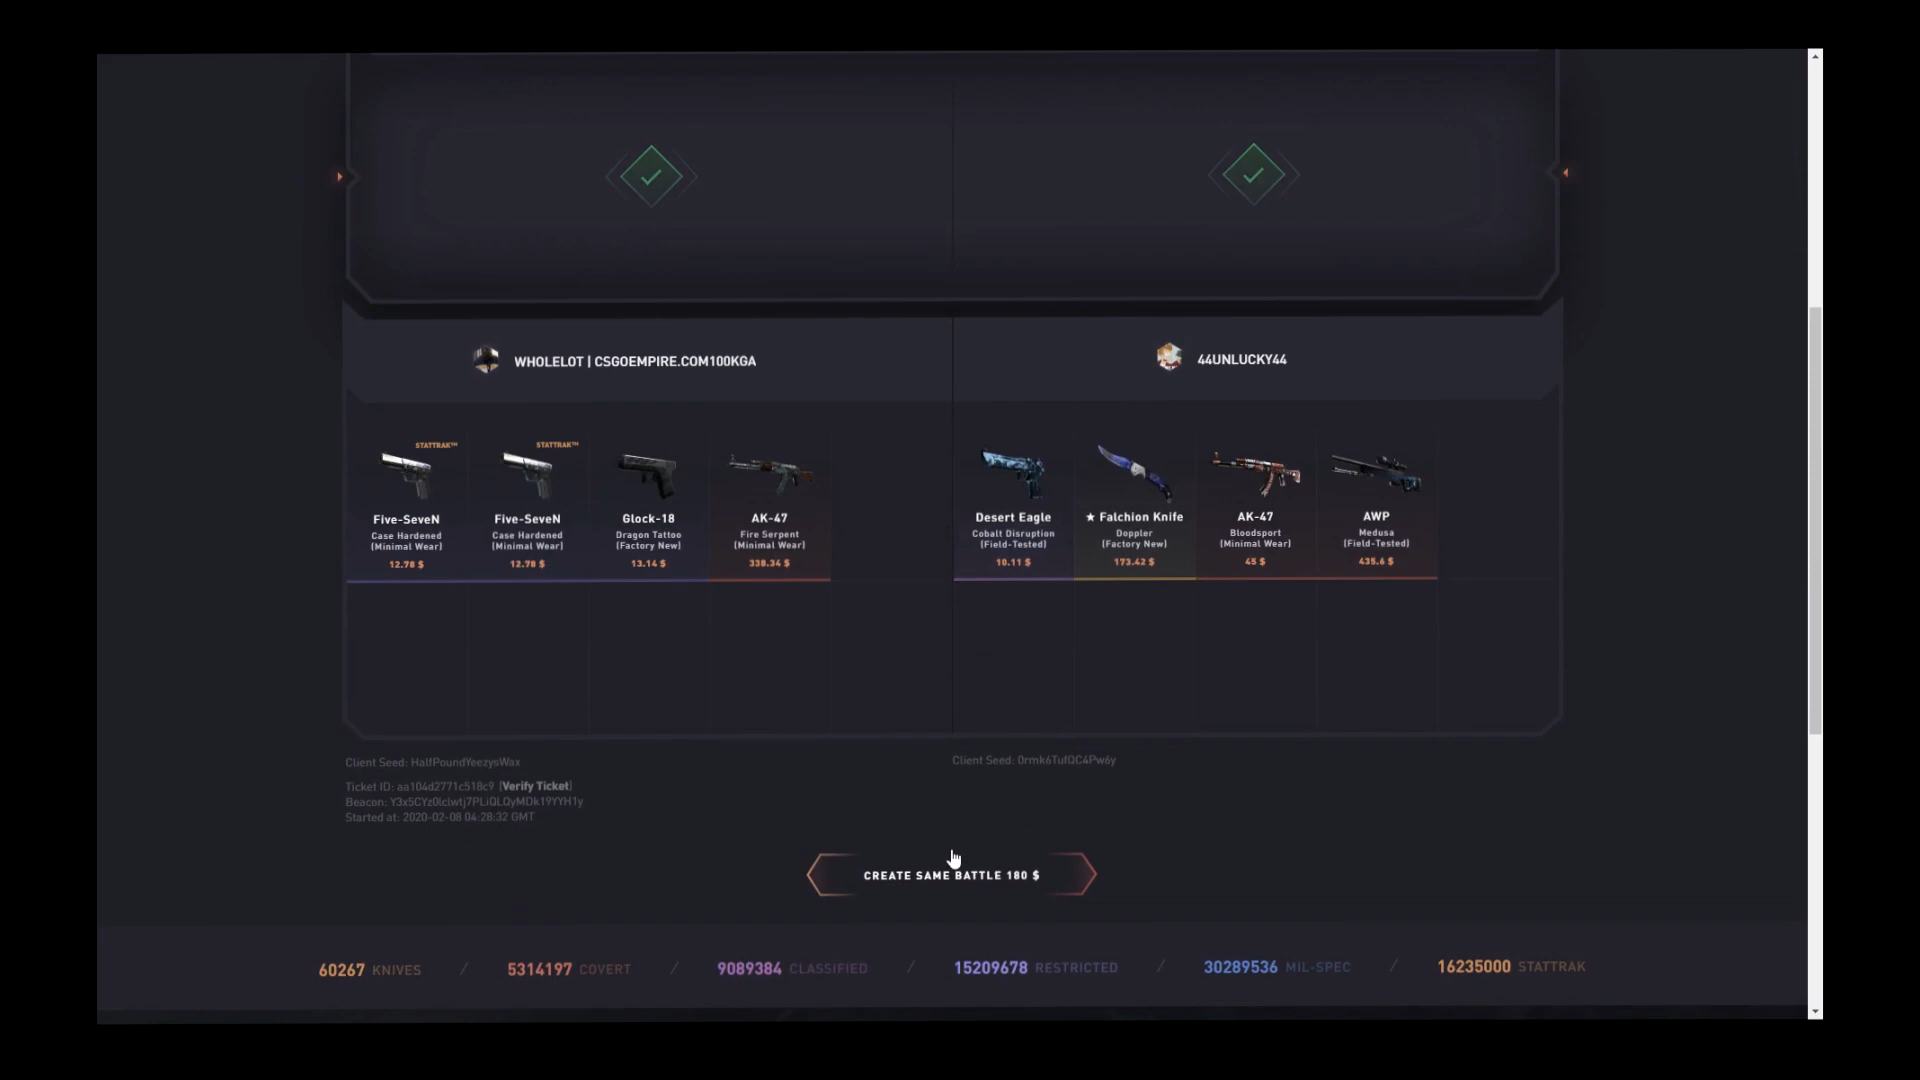 WHOLELOT | CSGOEMPIRE.COM100KGA
44UNLUCKY44
STATTRAK™
Five-SeveN
Case Hardened
(Minimal Wear)
12.78 $
STATTRAK™
Five-SeveN
Case Hardened
(Minimal Wear)
12.78 $
Glock-18
Dragon Tattoo
(Factory New)
13.14 $
AK-47
Fire Serpent
(Minimal Wear)
338.34 $
Desert Eagle
Cobalt Disruption
(Field-Tested)
10.11 $
★ Falchion Knife
Doppler
(Factory New)
173.42 $
AK-47
Bloodsport
(Minimal Wear)
45 $
AWP
Medusa
(Field-Tested)
435.6 $
Client Seed: HalfPoundYeezysWax
Ticket ID: aa104d2771c518c9 (Verify Ticket)
Started at: 2020-02-08 04:28:32 GMT
Client Seed: 0rmk6TufQC4Pw6y
CREATE SAME BATTLE 180 $
60267 KNIVES / 5314197 COVERT / 9089384 CLASSIFIED / 15209678 RESTRICTED / 30289536 MIL-SPEC / 16235000 STATTRAK